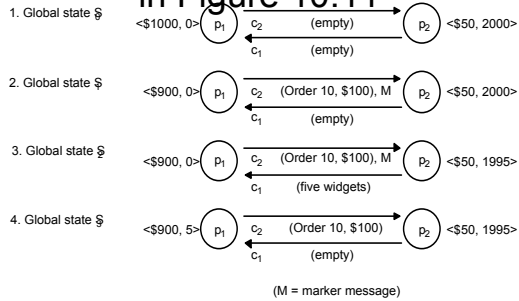 in Figure 10.11
1. Global state S <$1000, 0> p1 c2 (empty) p2 <$50, 2000>
c1 (empty)
2. Global state S <$900, 0> p1 c2 (Order 10, $100), M p2 <$50, 2000>
c1 (empty)
3. Global state S2 <$900, 0> p1 c2 (Order 10, $100), M p2 <$50, 1995>
c1 (five widgets)
4. Global state S <$900, 5> p1 c2 (Order 10, $100) p2 <$50, 1995>
c1 (empty)
(M = marker message)